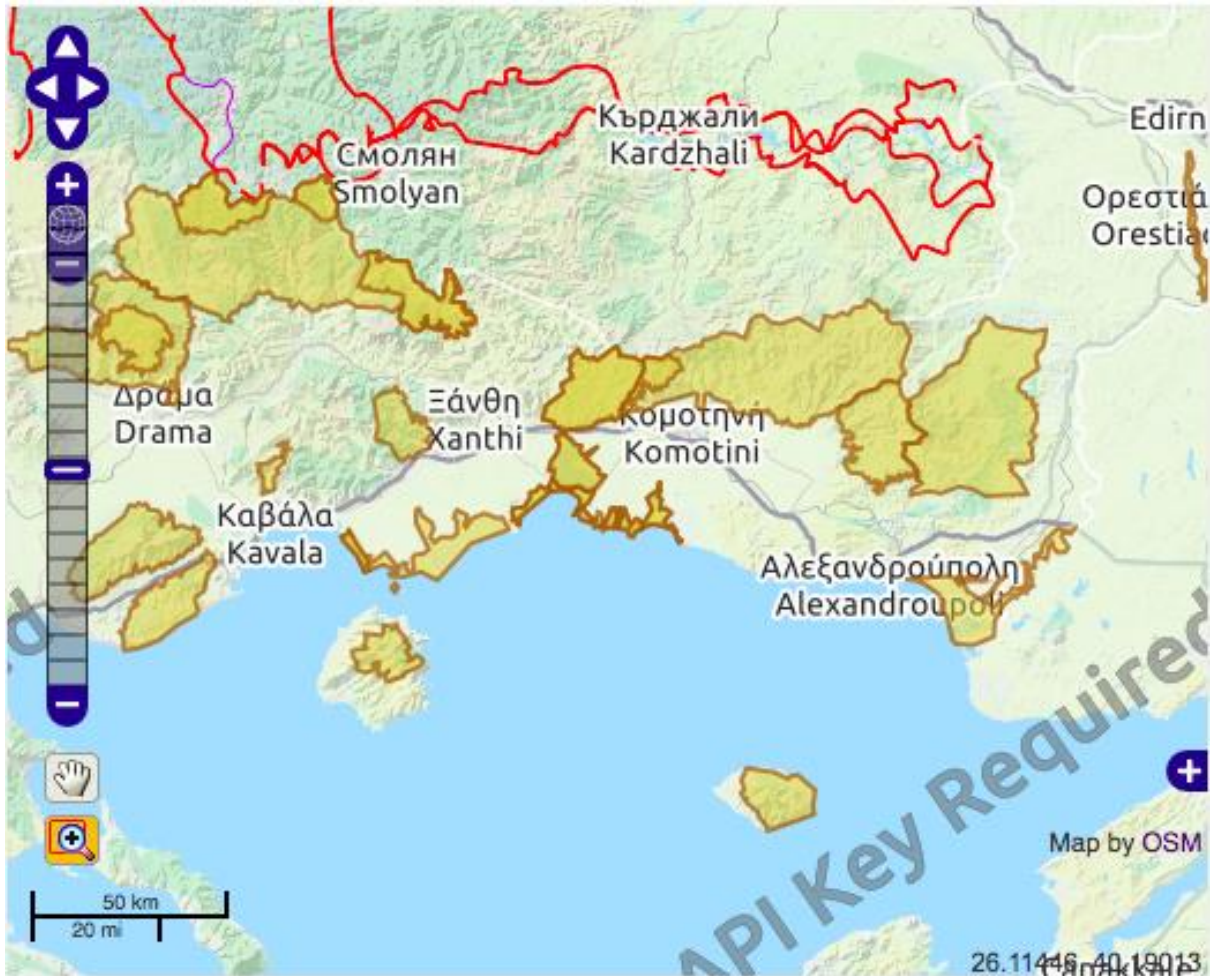 Кърджали
Kardzhali
Edirn
Смолян
Smolyan
Ορεστιά
Orestia
Δράμα
Drama
Ξάνθη
Xanthi
Κομοτηνή
Komotini
Καβάλα
Kavala
Αλεξανδρούπολη
Alexandroupoli
d
API Key Required
Map by OSM
50 km
20 mi
26.11446, 40.19013